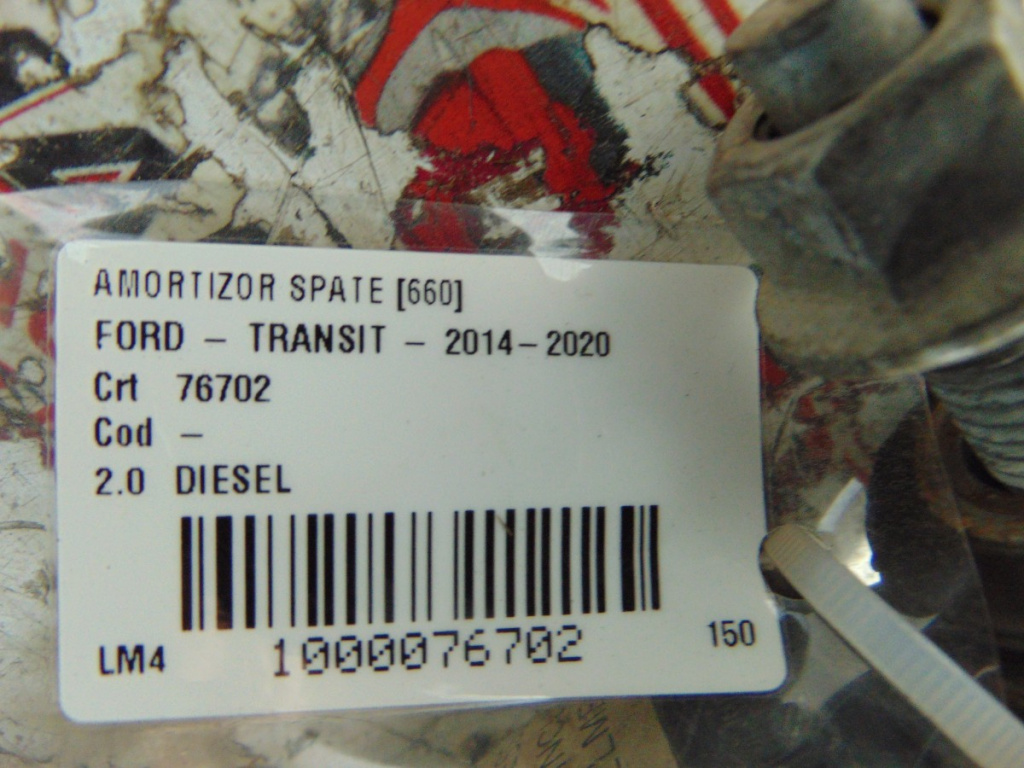 AMORTIZOR SPATE [660]
FORD - TRANSIT - 2014-2020
Crt 76702
Cod -
2.0 DIESEL
1000076702
LM4
150